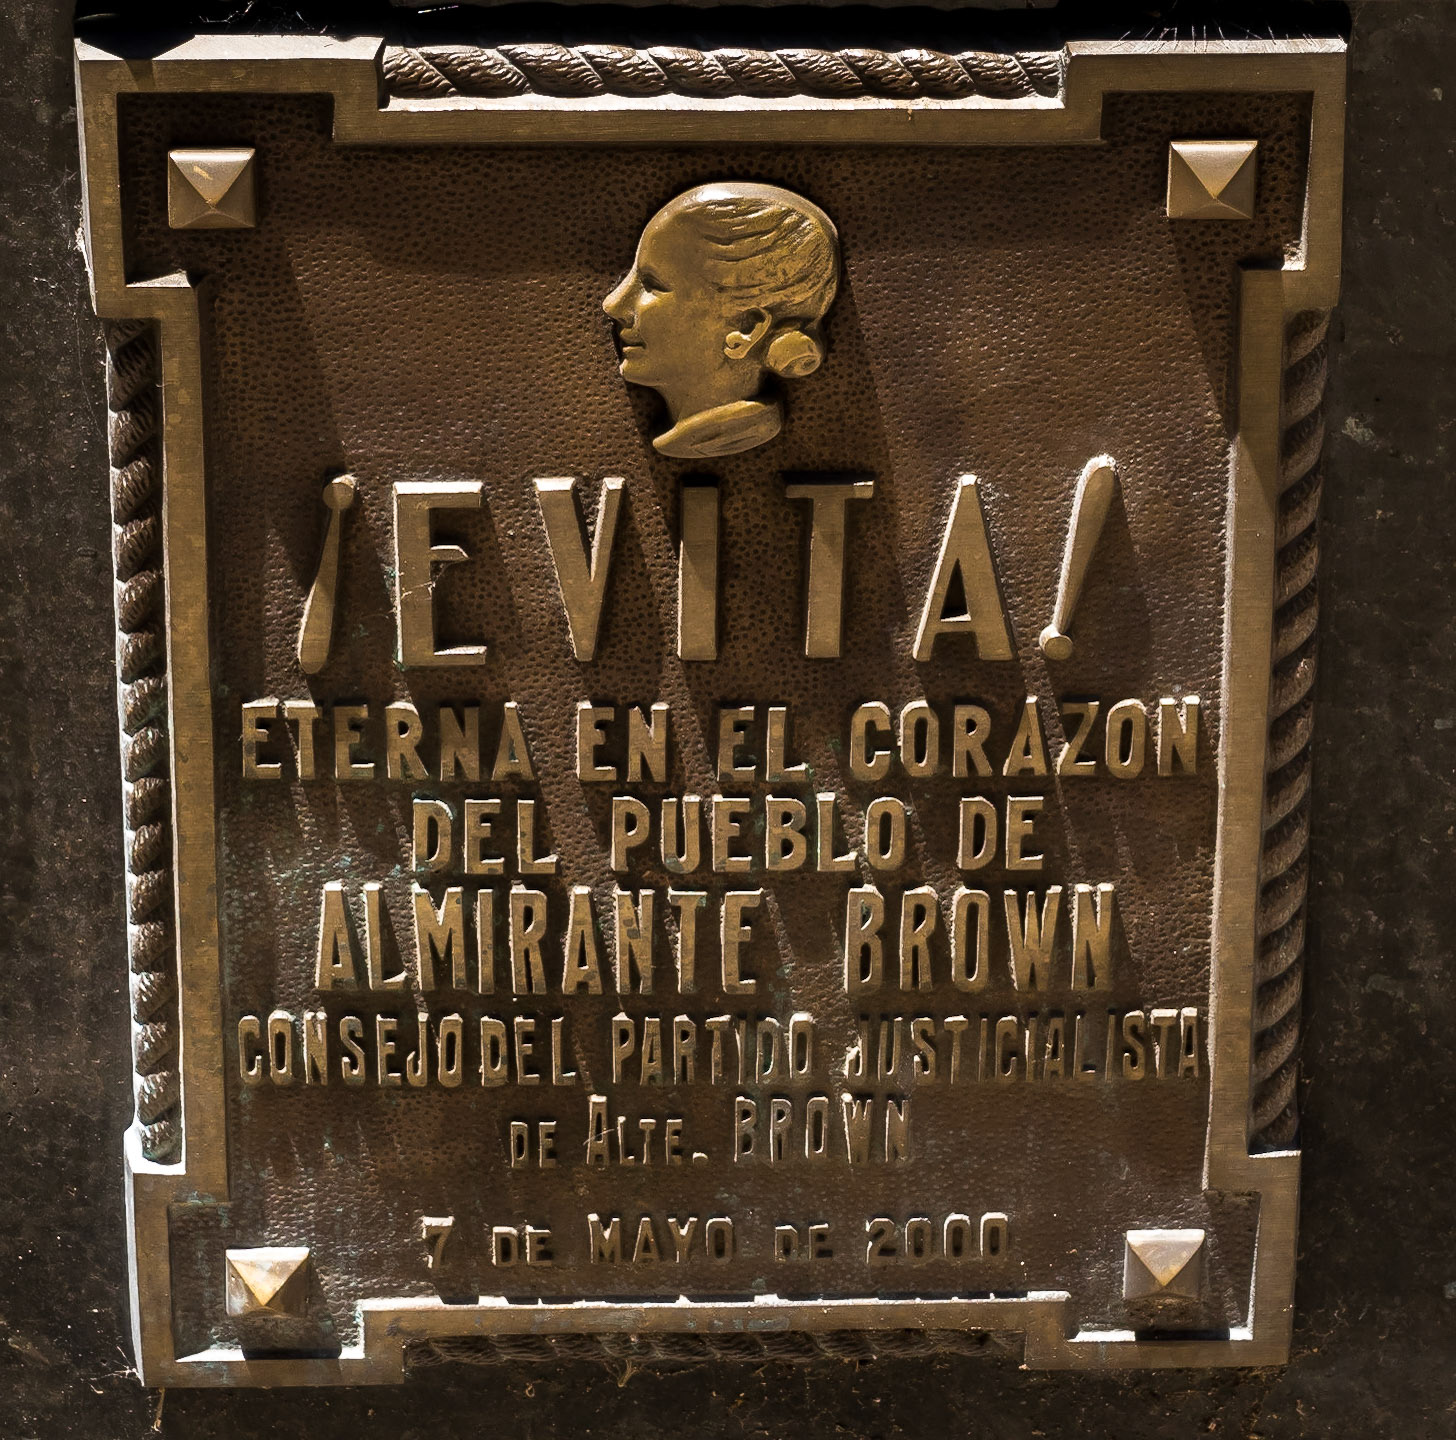 ¡EVITA!
ETERNA EN EL CORAZON
DEL PUEBLO DE
ALMIRANTE BROWN
CONSEJO DEL PARTIDO JUSTICIALISTA
DE ALTE. BROWN
7 DE MAYO DE 2000